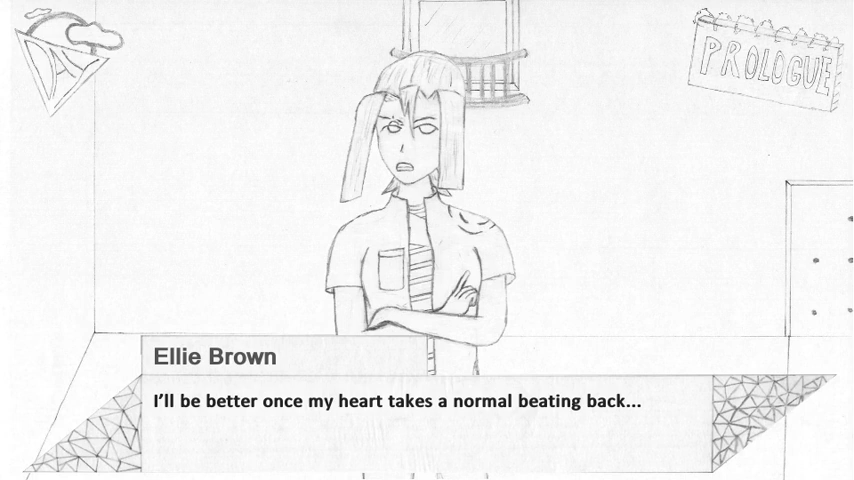 PROLOGUE
Ellie Brown
I'll be better once my heart takes a normal beating back...